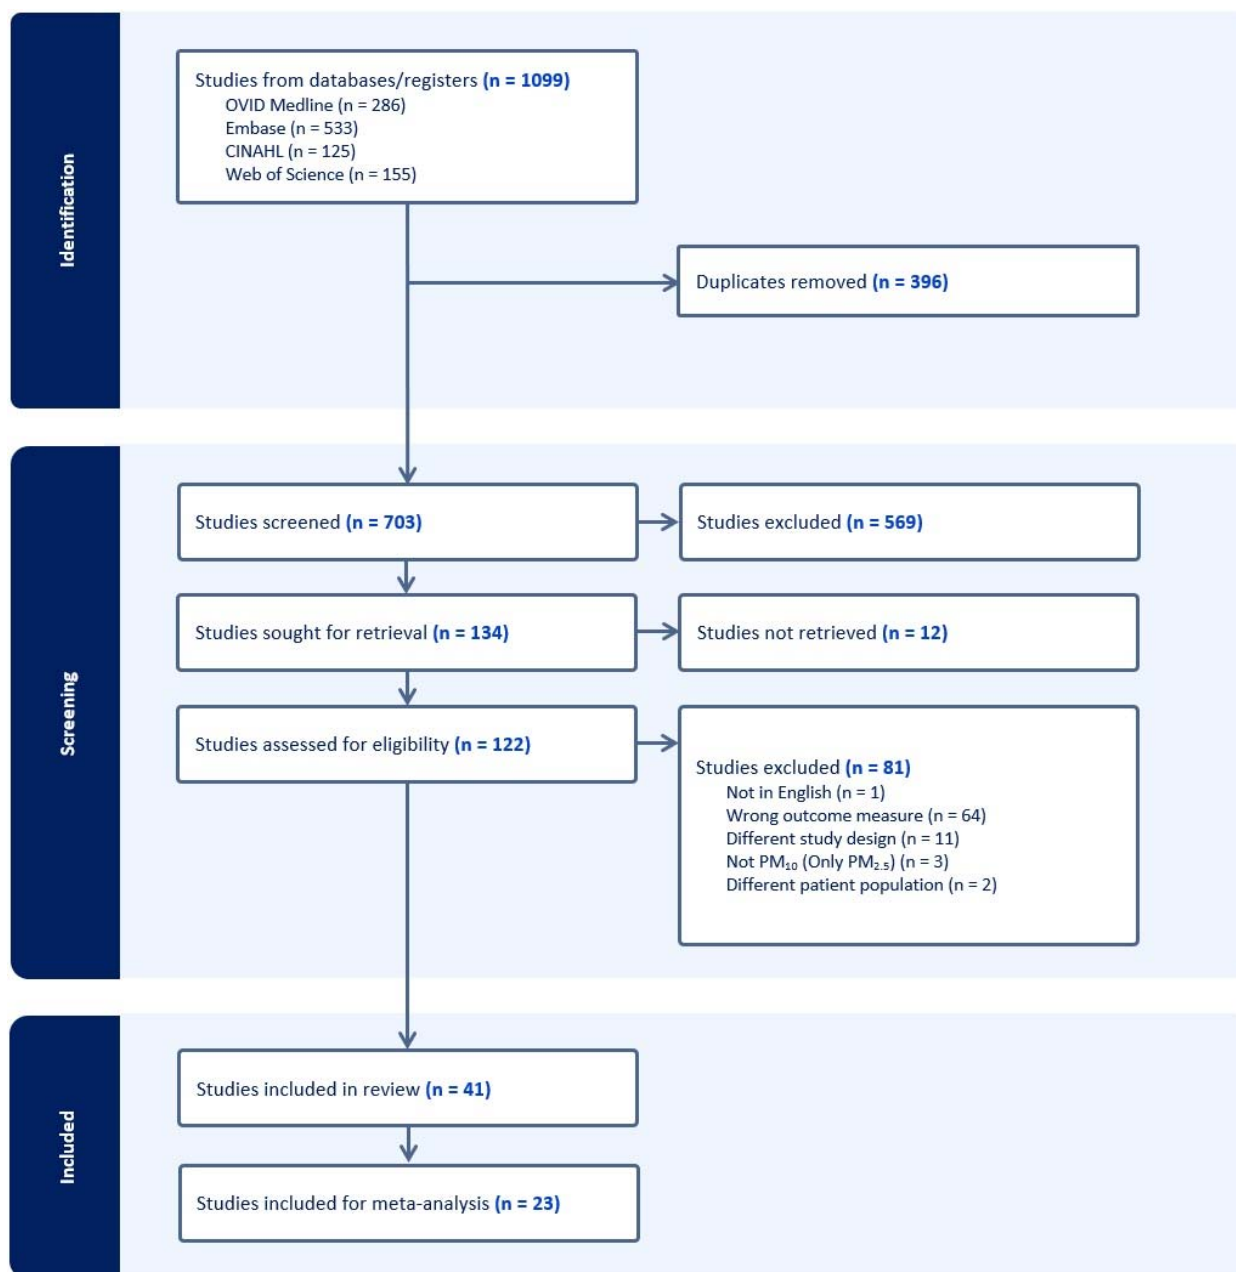 Identification
Studies from databases/registers (n = 1099)
OVID Medline (n = 286)
Embase (n = 533)
CINAHL (n = 125)
Web of Science (n = 155)
Duplicates removed (n = 396)
Screening
Studies screened (n = 703)
Studies excluded (n = 569)
Studies sought for retrieval (n = 134)
Studies not retrieved (n = 12)
Studies assessed for eligibility (n = 122)
Studies excluded (n = 81)
Not in English (n = 1)
Wrong outcome measure (n = 64)
Different study design (n = 11)
Not PM₁₀ (Only PM₂.₅) (n = 3)
Different patient population (n = 2)
Included
Studies included in review (n = 41)
Studies included for meta-analysis (n = 23)